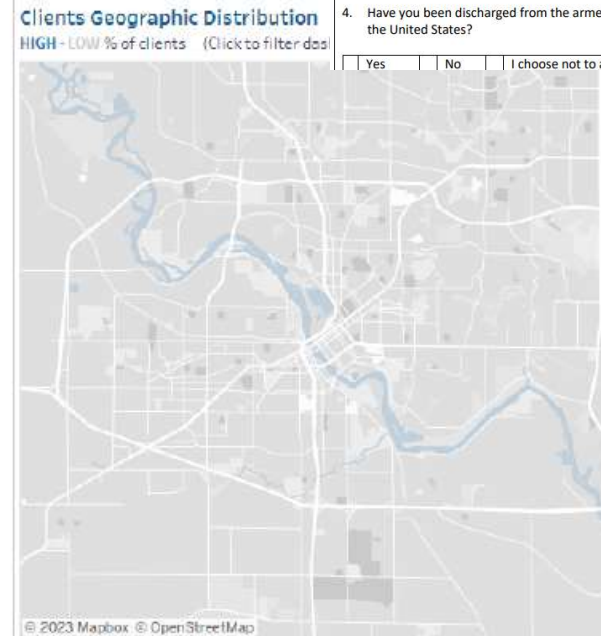 Clients Geographic Distribution
HIGH - LOW % of clients (Click to filter das
4. Have you been discharged from the arme
the United States?
Yes No I choose not to a
© 2023 Mapbox © OpenStreetMap